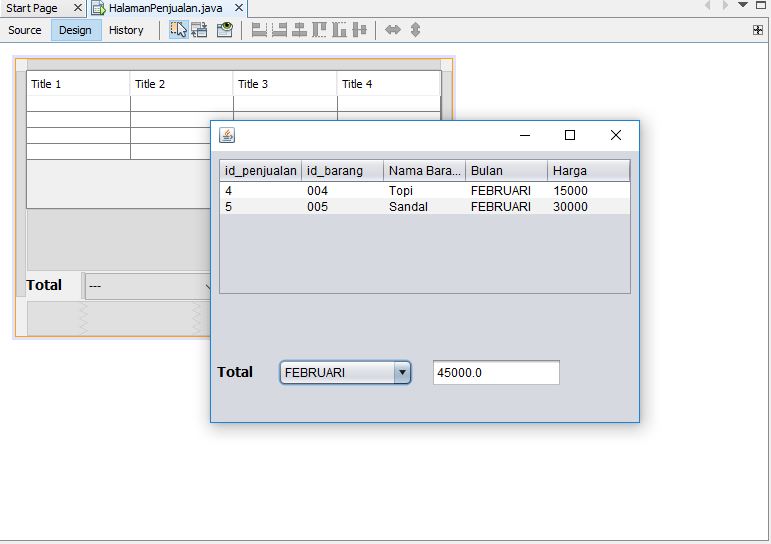 Start Page HalamanPenjualan.java
Source Design History
Title 1 Title 2 Title 3 Title 4
id_penjualan id_barang Nama Bara... Bulan Harga
4 004 Topi FEBRUARI 15000
5 005 Sandal FEBRUARI 30000
Total ---
Total FEBRUARI 45000.0